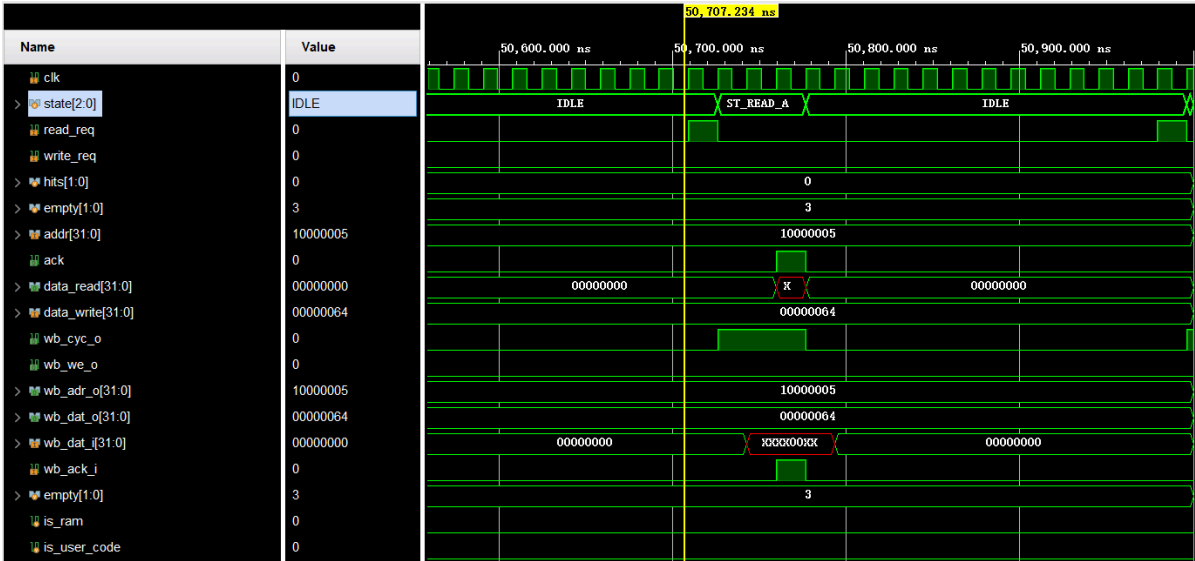 50,707.234 ns
Name Value
50,600.000 ns 50,700.000 ns 50,800.000 ns 50,900.000 ns
clk 0
state[2:0] IDLE IDLE ST_READ_A IDLE
read_req 0
write_req 0
hits[1:0] 0 0
empty[1:0] 3 3
addr[31:0] 10000005 10000005
ack 0
data_read[31:0] 00000000 00000000 X 00000000
data_write[31:0] 00000064 00000064
wb_cyc_o 0
wb_we_o 0
wb_adr_o[31:0] 10000005 10000005
wb_dat_o[31:0] 00000064 00000064
wb_dat_i[31:0] 00000000 00000000 XXXX00XX 00000000
wb_ack_i 0
empty[1:0] 3 3
is_ram 0
is_user_code 0